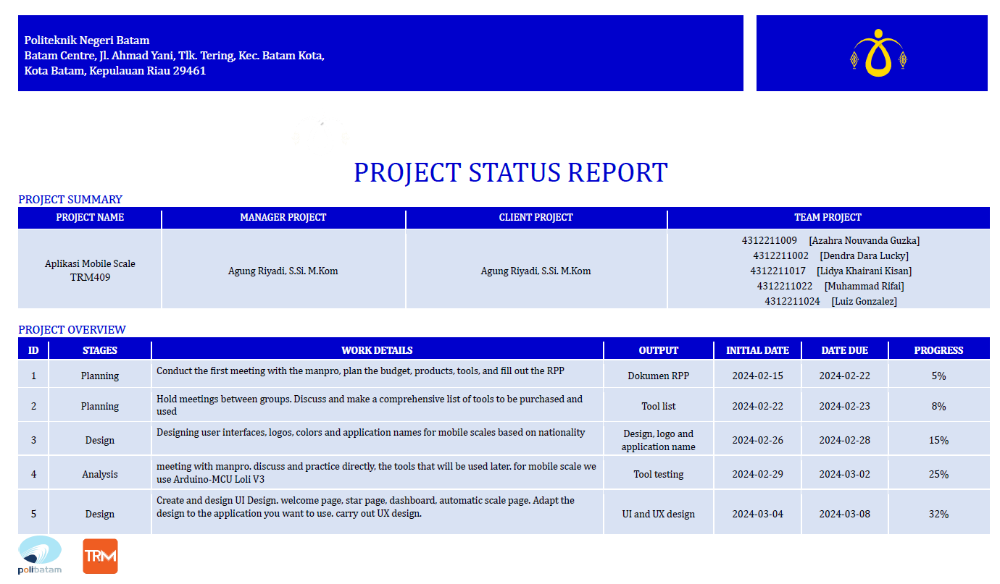 Politeknik Negeri Batam
Batam Centre, Jl. Ahmad Yani, Tlk. Tering, Kec. Batam Kota,
Kota Batam, Kepulauan Riau 29461
PROJECT STATUS REPORT
PROJECT SUMMARY
PROJECT NAME MANAGER PROJECT CLIENT PROJECT TEAM PROJECT
Aplikasi Mobile Scale
TRM409
Agung Riyadi, S.Si. M.Kom
Agung Riyadi, S.Si. M.Kom
4312211009 [Azahra Nouvanda Guzka]
4312211002 [Dendra Dara Lucky]
4312211017 [Lidya Khairani Kisan]
4312211022 [Muhammad Rifai]
4312211024 [Luiz Gonzalez]
PROJECT OVERVIEW
ID STAGES WORK DETAILS OUTPUT INITIAL DATE DATE DUE PROGRESS
1 Planning Conduct the first meeting with the manpro, plan the budget, products, tools, and fill out the RPP Dokumen RPP 2024-02-15 2024-02-22 5%
2 Planning Hold meetings between groups. Discuss and make a comprehensive list of tools to be purchased and
used Tool list 2024-02-22 2024-02-23 8%
3 Design Designing user interfaces, logos, colors and application names for mobile scales based on nationality Design, logo and
application name 2024-02-26 2024-02-28 15%
4 Analysis meeting with manpro. discuss and practice directly, the tools that will be used later. for mobile scale we
use Arduino-MCU Loli V3 Tool testing 2024-02-29 2024-03-02 25%
5 Design Create and design UI Design. welcome page, star page, dashboard, automatic scale page. Adapt the
design to the application you want to use. carry out UX design. UI and UX design 2024-03-04 2024-03-08 32%
polibatam
TRM